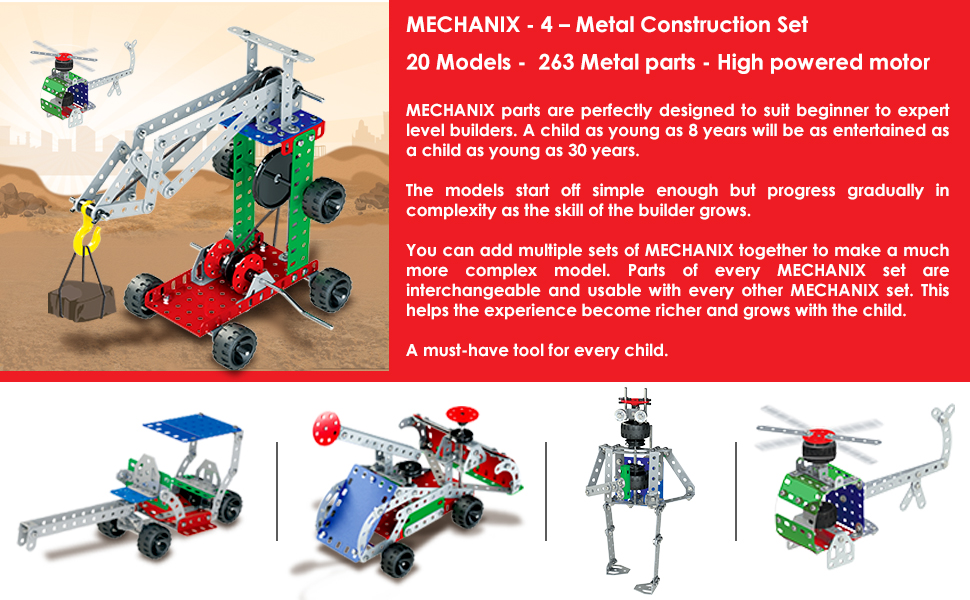 MECHANIX - 4 – Metal Construction Set
20 Models - 263 Metal parts - High powered motor
MECHANIX parts are perfectly designed to suit beginner to expert
level builders. A child as young as 8 years will be as entertained as
a child as young as 30 years.
The models start off simple enough but progress gradually in
complexity as the skill of the builder grows.
You can add multiple sets of MECHANIX together to make a much
more complex model. Parts of every MECHANIX set are
interchangeable and usable with every other MECHANIX set. This
helps the experience become richer and grows with the child.
A must-have tool for every child.